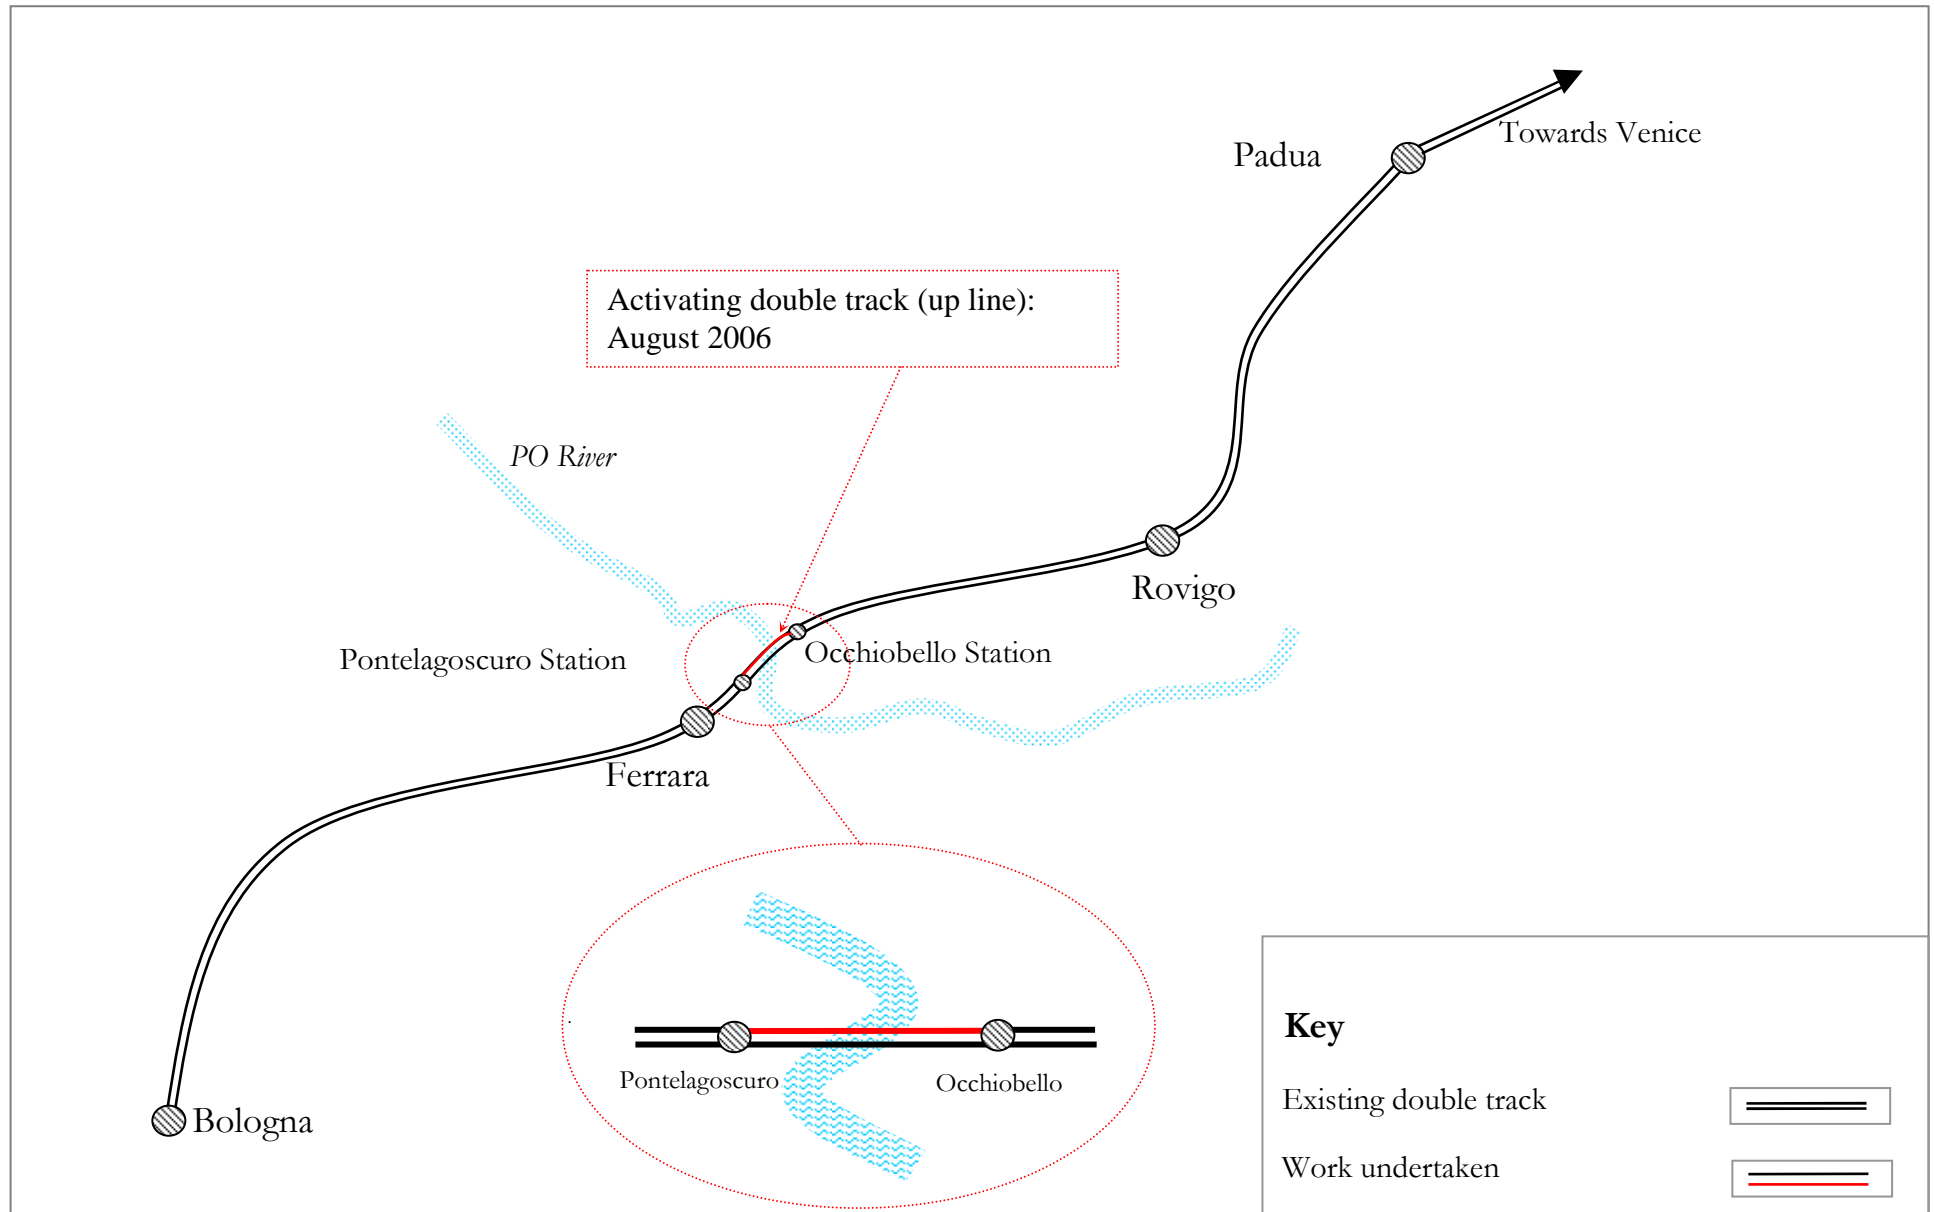 Towards Venice
Padua
Activating double track (up line):
August 2006
PO River
Rovigo
Pontelagoscuro Station
Occhiobello Station
Ferrara
Bologna
Pontelagoscuro
Occhiobello
Key
Existing double track
Work undertaken